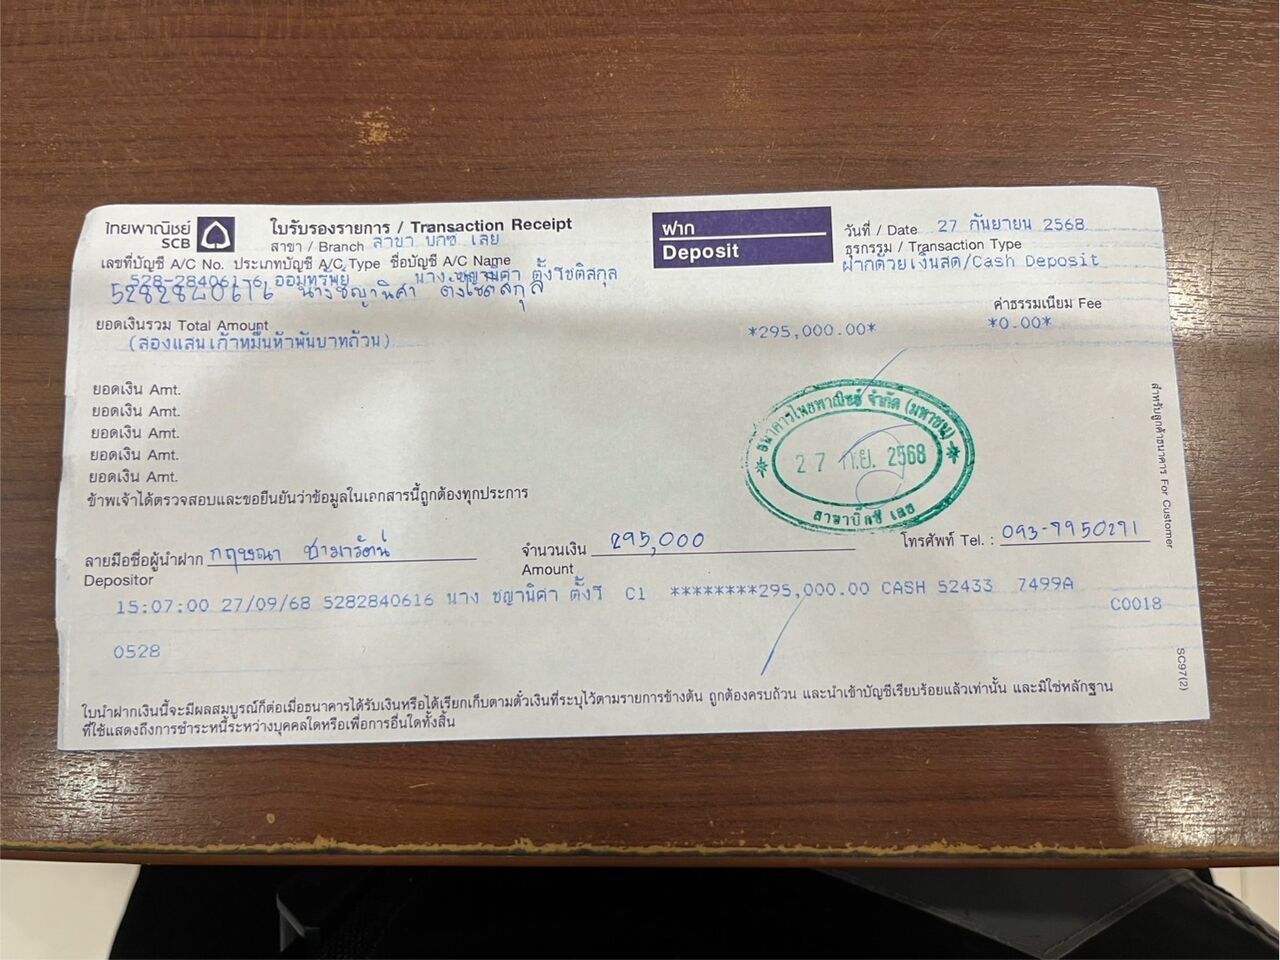 ไทยพาณิชย์
SCB
ใบรับรองรายการ / Transaction Receipt
สาขา / Branch สาขา บิ๊กซี เลย
ฝาก
Deposit
วันที่ / Date 27 กันยายน 2568
ธุรกรรม / Transaction Type
ฝากด้วยเงินสด/Cash Deposit
เลขที่บัญชี A/C No. ประเภทบัญชี A/C Type ชื่อบัญชี A/C Name
528-284061-6 ออมทรัพย์ นาง ชญานิศา ตั้งโชติสกุล
5282840616 นางชญานิศา ตั้งโชติสกุล
ค่าธรรมเนียม Fee
ยอดเงินรวม Total Amount *295,000.00* *0.00*
(สองแสนเก้าหมื่นห้าพันบาทถ้วน)
ยอดเงิน Amt.
ยอดเงิน Amt.
ยอดเงิน Amt.
ยอดเงิน Amt.
ยอดเงิน Amt.
ข้าพเจ้าได้ตรวจสอบและขอยืนยันว่าข้อมูลในเอกสารนี้ถูกต้องทุกประการ
ธนาคารไทยพาณิชย์ จำกัด (มหาชน)
27 ก.ย. 2568
สาขาบิ๊กซี เลย
สำหรับลูกค้าธนาคาร For Customer
ลายมือชื่อผู้นำฝาก กฤษณา จำนวนเงิน 295,000 โทรศัพท์ Tel. : 093-7950271
Depositor Amount
15:07:00 27/09/68 5282840616 นาง ชญานิศา ตั้งโ C1 ********295,000.00 CASH 52433 7499A
C0018
0528
SC97(2)
ใบนำฝากเงินนี้จะมีผลสมบูรณ์ก็ต่อเมื่อธนาคารได้รับเงินหรือได้เรียกเก็บตามตั๋วเงินที่ระบุไว้ตามรายการข้างต้น ถูกต้องครบถ้วน และนำเข้าบัญชีเรียบร้อยแล้วเท่านั้น และมิใช่หลักฐาน
ที่ใช้แสดงถึงการชำระหนี้ระหว่างบุคคลใดหรือเพื่อการอื่นใดทั้งสิ้น